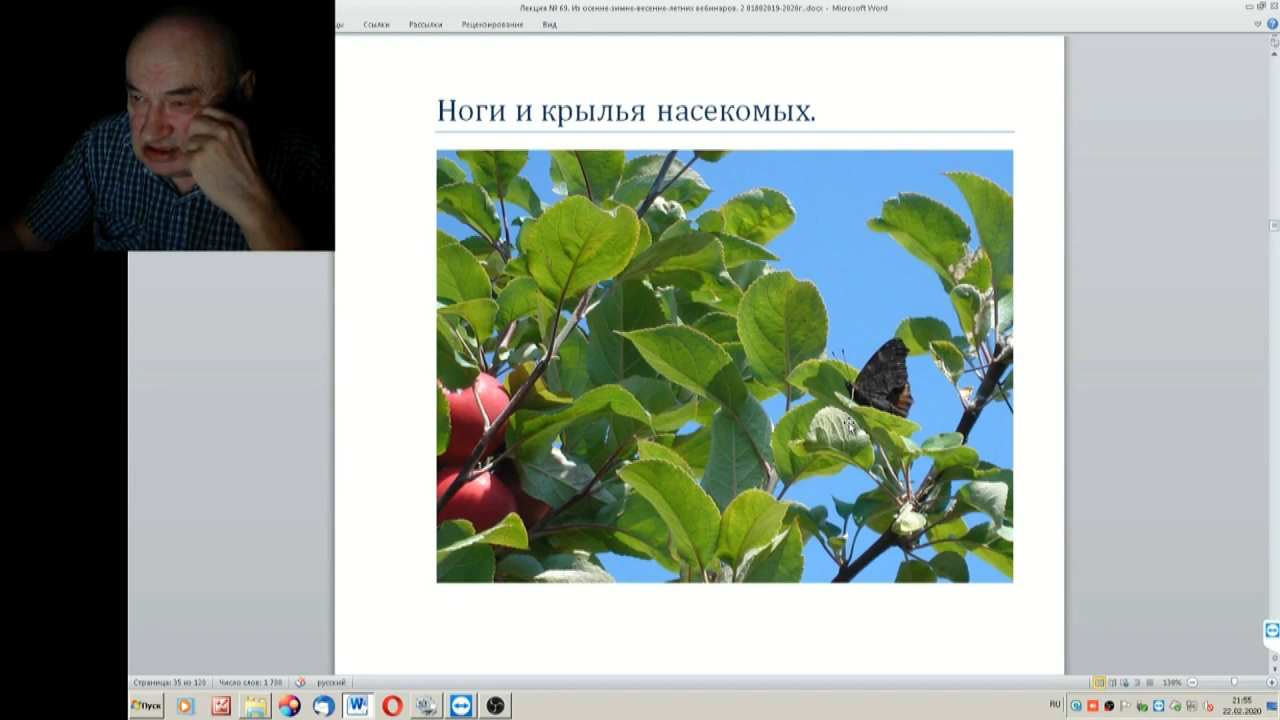 Лекция № 69. Из осенне-зимне-весенне-летних вебинаров. 2 01802019-2020г..docx - Microsoft Word
Ссылки Рассылки Рецензирование Вид
Ноги и крылья насекомых.
Страница: 35 из 120 Число слов: 1 700 русский 130%
Пуск RU 21:55
22.02.2020